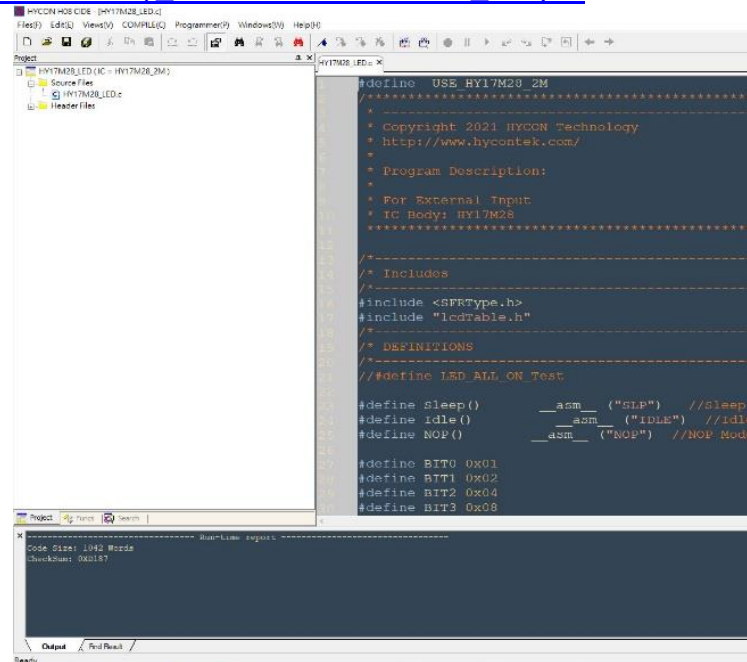 HYCON H08 CIDE - [HY17M28_LED.c]
File(F) Edit(E) Views(V) COMPILE(C) Programmer(P) Windows(W) Help(H)
Project
HY17M28_LED ( IC = HY17M28_2M )
Source Files
HY17M28_LED.c
Header Files
Project Funct Search
HY17M28_LED.c
#define USE_HY17M28_2M
* Copyright 2021 HYCON Technology
* http://www.hycontek.com/
*
* Program Description:
*
* For External Input
* IC Body: HY17M28
/* Includes
#include <SFRType.h>
#include "lcdTable.h"
/* DEFINITIONS
//#define LED_ALL_ON_Test
#define Sleep() __asm__ ("SLP") //Sleep
#define Idle() __asm__ ("IDLE") //Idl
#define NOP() __asm__ ("NOP") //NOP Mod
#define BIT0 0x01
#define BIT1 0x02
#define BIT2 0x04
#define BIT3 0x08
Run-time report
Code Size: 1042 Words
CheckSum: 0XD187
Output Find Result
Ready